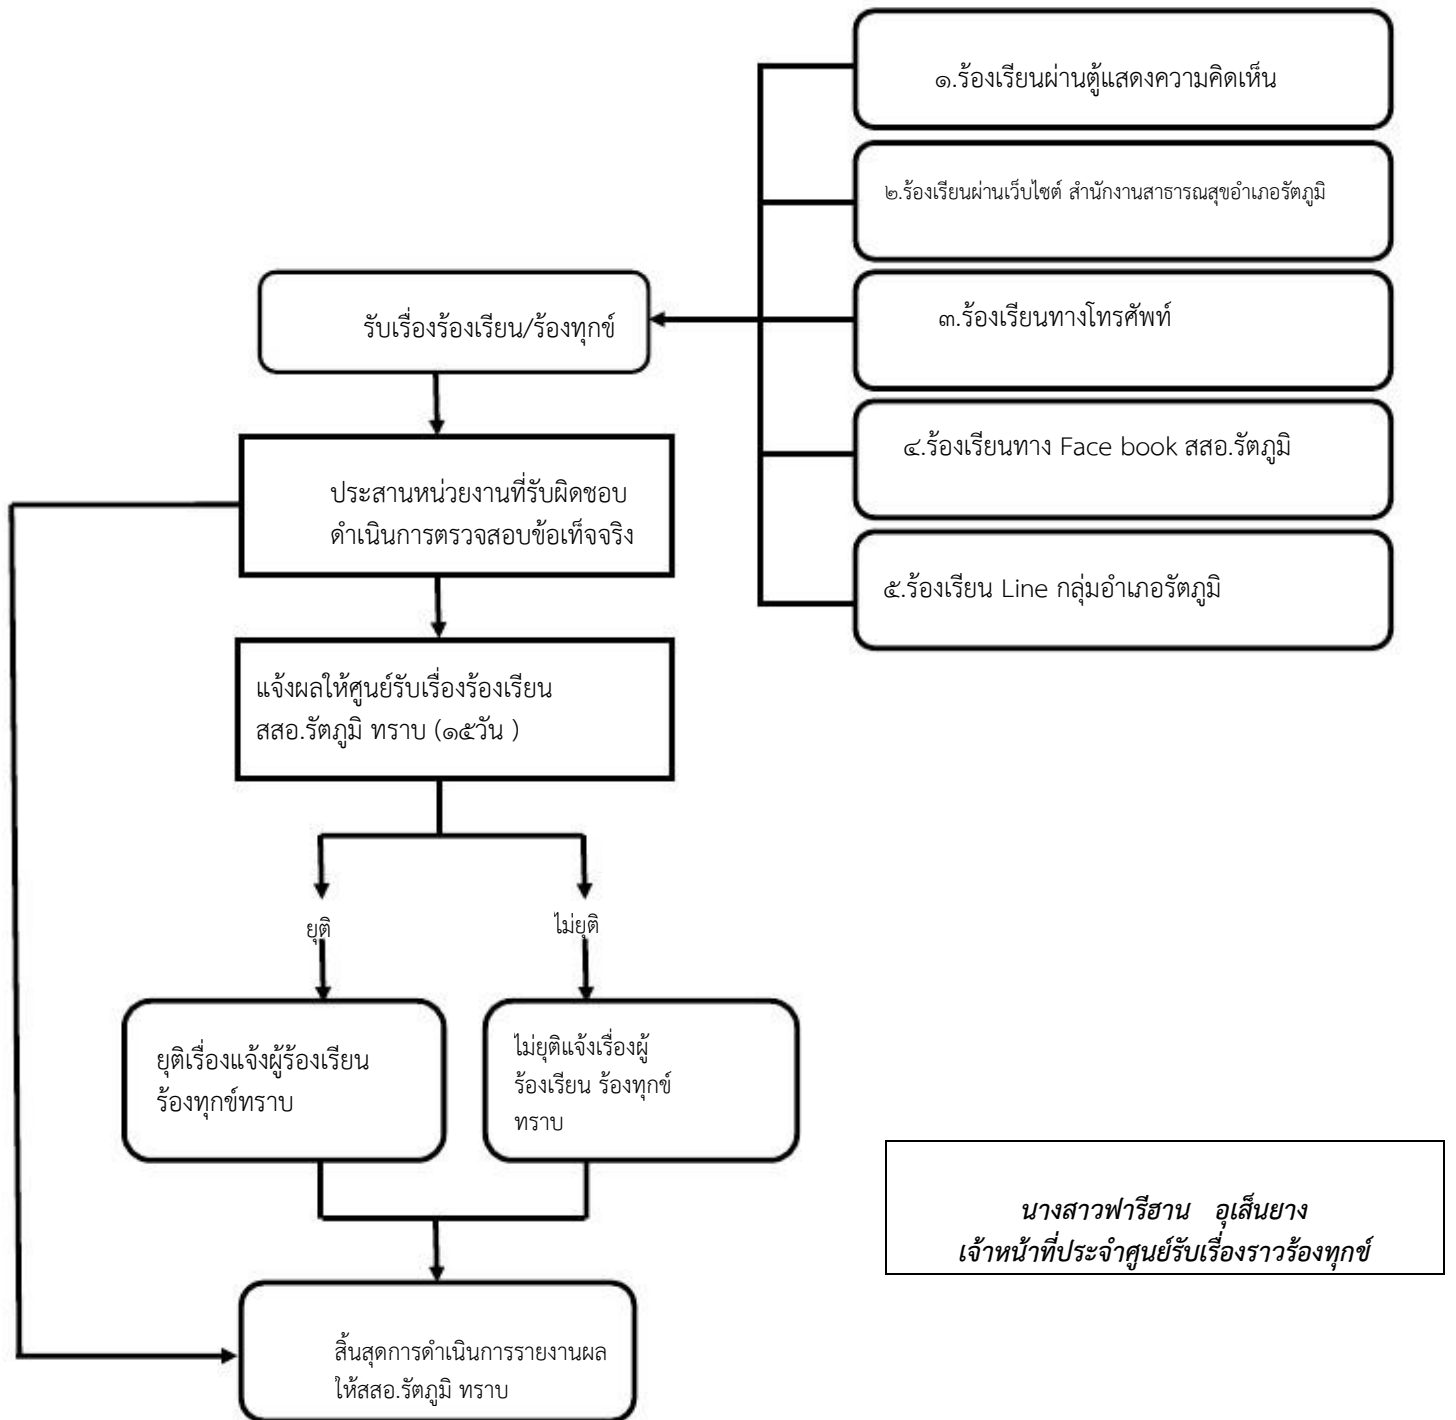 ๑.ร้องเรียนผ่านตู้แสดงความคิดเห็น
๒.ร้องเรียนผ่านเว็บไซต์ สำนักงานสาธารณสุขอำเภอรัตภูมิ
๓.ร้องเรียนทางโทรศัพท์
๔.ร้องเรียนทาง Face book สสอ.รัตภูมิ
๕.ร้องเรียน Line กลุ่มอำเภอรัตภูมิ
รับเรื่องร้องเรียน/ร้องทุกข์
ประสานหน่วยงานที่รับผิดชอบ
ดำเนินการตรวจสอบข้อเท็จจริง
แจ้งผลให้ศูนย์รับเรื่องร้องเรียน
สสอ.รัตภูมิ ทราบ (๑๕วัน )
ยุติ
ไม่ยุติ
ยุติเรื่องแจ้งผู้ร้องเรียน
ร้องทุกข์ทราบ
ไม่ยุติแจ้งเรื่องผู้
ร้องเรียน ร้องทุกข์
ทราบ
สิ้นสุดการดำเนินการรายงานผล
ให้สสอ.รัตภูมิ ทราบ
นางสาวฟารีฮาน อุเส็นยาง
เจ้าหน้าที่ประจำศูนย์รับเรื่องราวร้องทุกข์